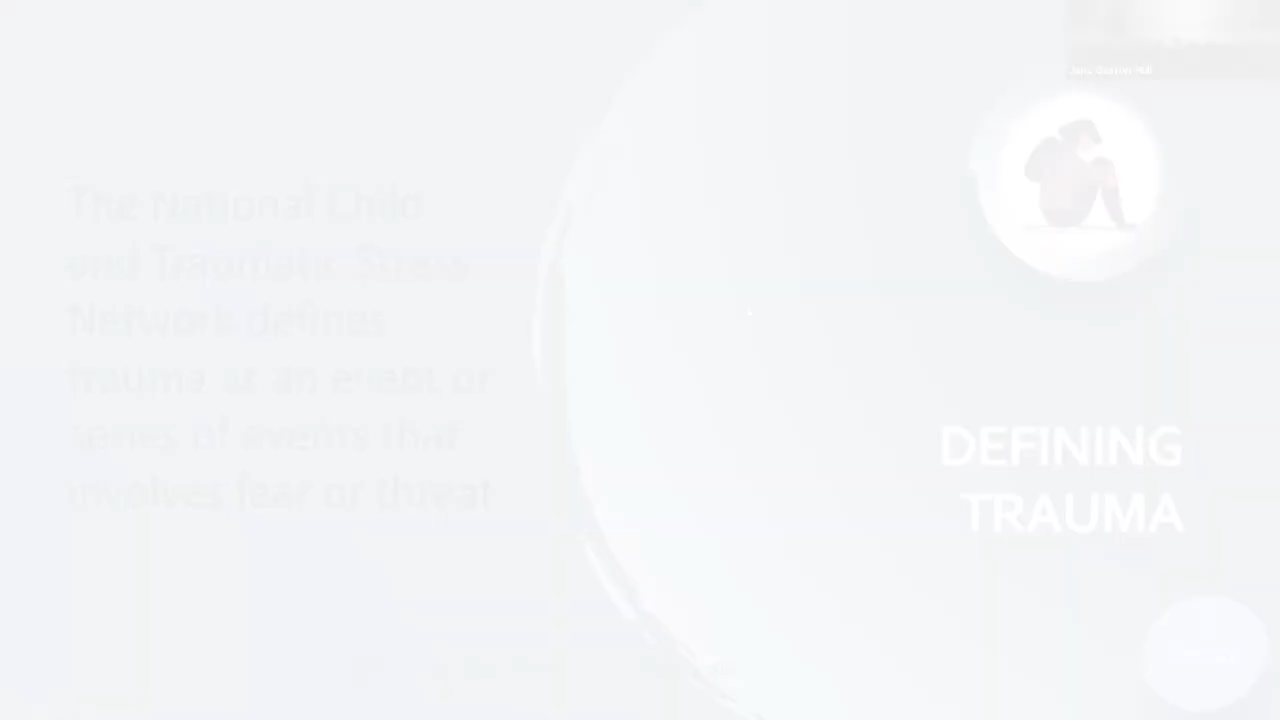 The National Child
and Traumatic Stress
Network defines
trauma as an event or
series of events that
involves fear or threat
DEFINING
TRAUMA